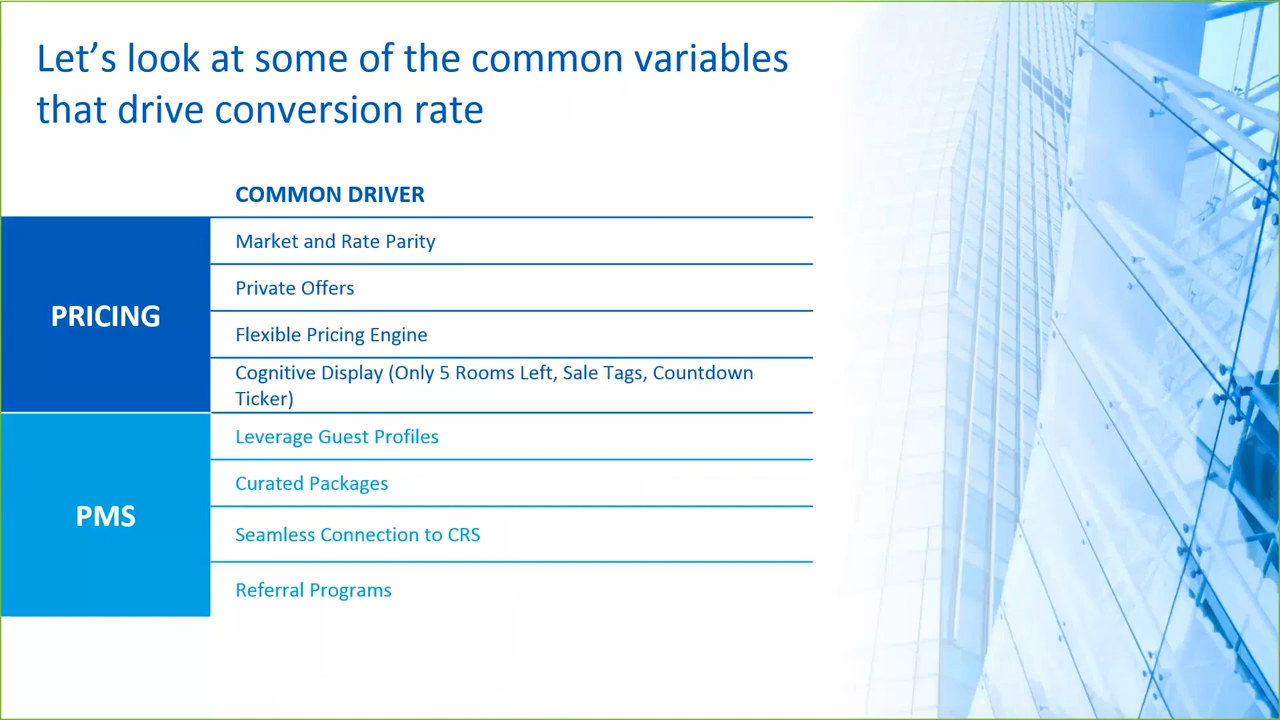 Let’s look at some of the common variables
that drive conversion rate
COMMON DRIVER
PRICING
Market and Rate Parity
Private Offers
Flexible Pricing Engine
Cognitive Display (Only 5 Rooms Left, Sale Tags, Countdown
Ticker)
PMS
Leverage Guest Profiles
Curated Packages
Seamless Connection to CRS
Referral Programs